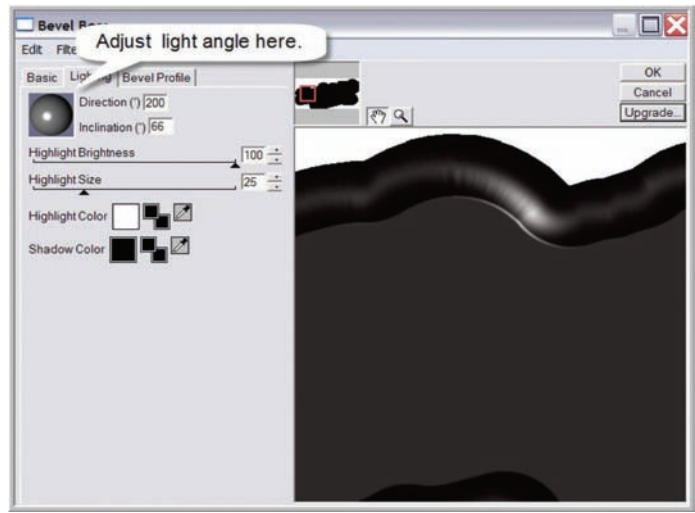 Bevel
Adjust light angle here.
Edit
Basic
Bevel Profile
Direction (°) 200
Inclination (°) 66
Highlight Brightness
100
Highlight Size
25
Highlight Color
Shadow Color
OK
Cancel
Upgrade...